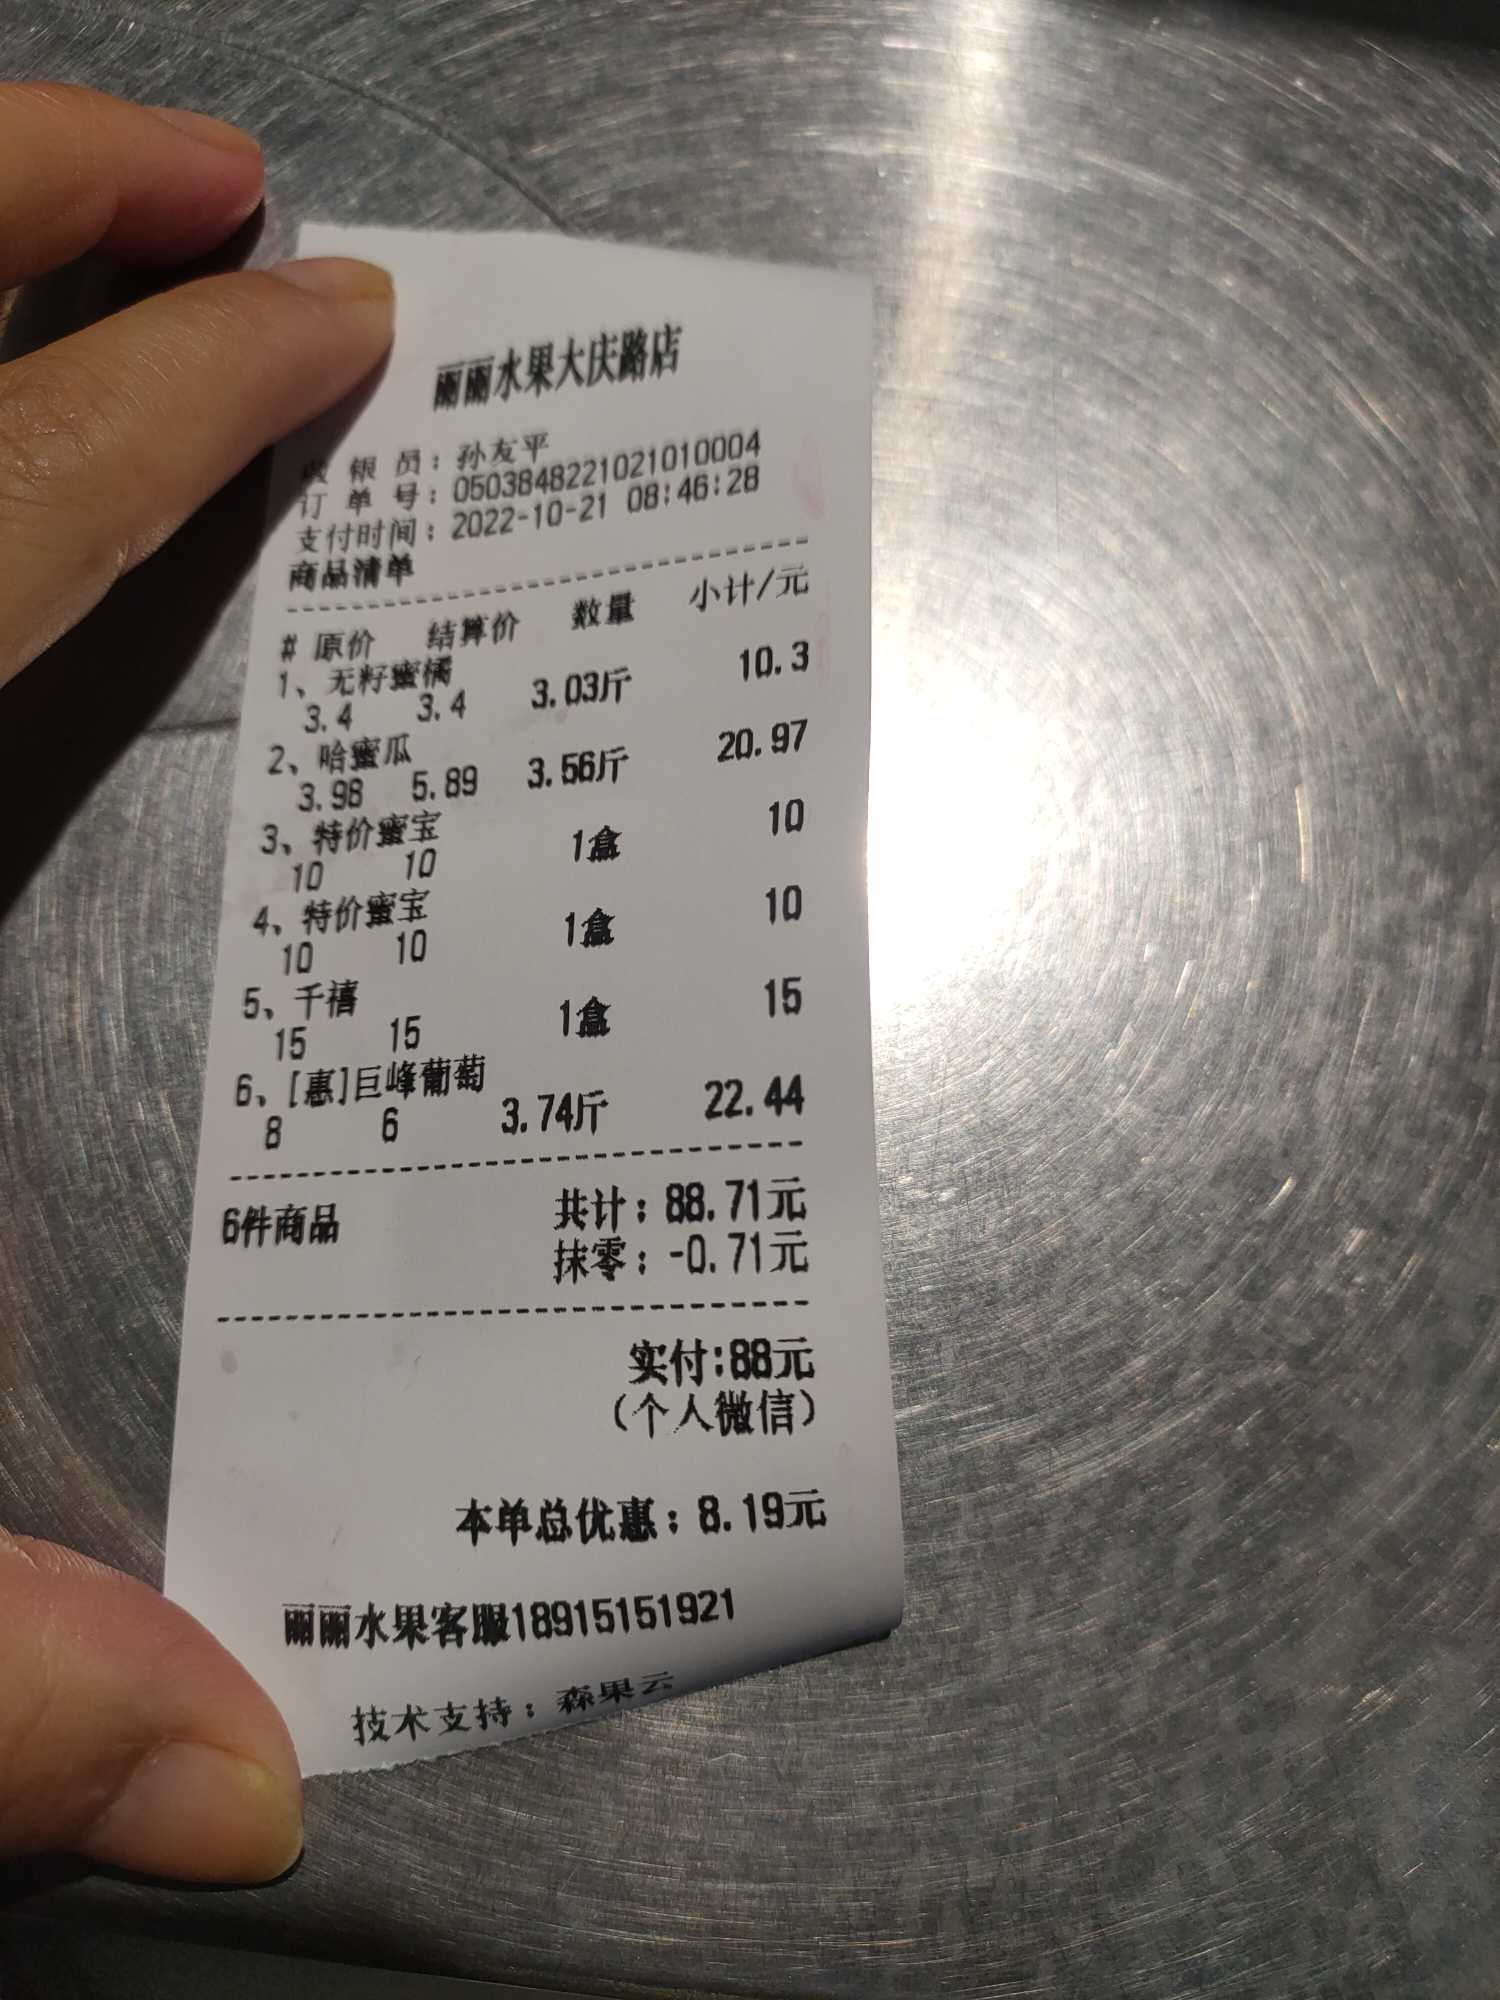 丽丽水果大庆路店
收 银 员：孙友平
订 单 号：0503848221021010004
支付时间：2022-10-21 08:46:28
商品清单
# 原价 结算价 数量 小计/元
1、无籽蜜橘
3.4 3.4 3.03斤 10.3
2、哈蜜瓜
3.98 5.89 3.56斤 20.97
3、特价蜜宝
10 10 1盒 10
4、特价蜜宝
10 10 1盒 10
5、千禧
15 15 1盒 15
6、[惠]巨峰葡萄
8 6 3.74斤 22.44
6件商品 共计：88.71元
抹零：-0.71元
实付:88元
(个人微信)
本单总优惠：8.19元
丽丽水果客服18915151921
技术支持：森果云